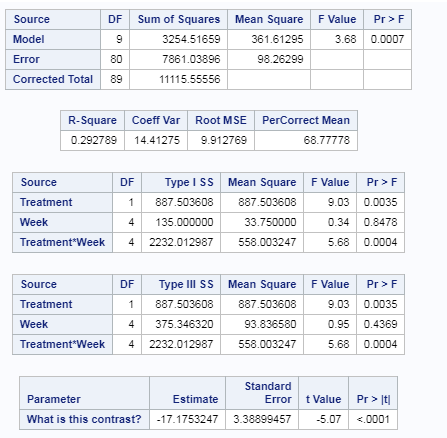 Source DF Sum of Squares Mean Square F Value Pr > F
Model 9 3254.51659 361.61295 3.68 0.0007
Error 80 7861.03896 98.26299
Corrected Total 89 11115.55556
R-Square Coeff Var Root MSE PerCorrect Mean
0.292789 14.41275 9.912769 68.77778
Source DF Type I SS Mean Square F Value Pr > F
Treatment 1 887.503608 887.503608 9.03 0.0035
Week 4 135.000000 33.750000 0.34 0.8478
Treatment*Week 4 2232.012987 558.003247 5.68 0.0004
Source DF Type III SS Mean Square F Value Pr > F
Treatment 1 887.503608 887.503608 9.03 0.0035
Week 4 375.346320 93.836580 0.95 0.4369
Treatment*Week 4 2232.012987 558.003247 5.68 0.0004
Parameter Estimate Standard Error t Value Pr > |t|
What is this contrast? -17.1753247 3.38899457 -5.07 <.0001